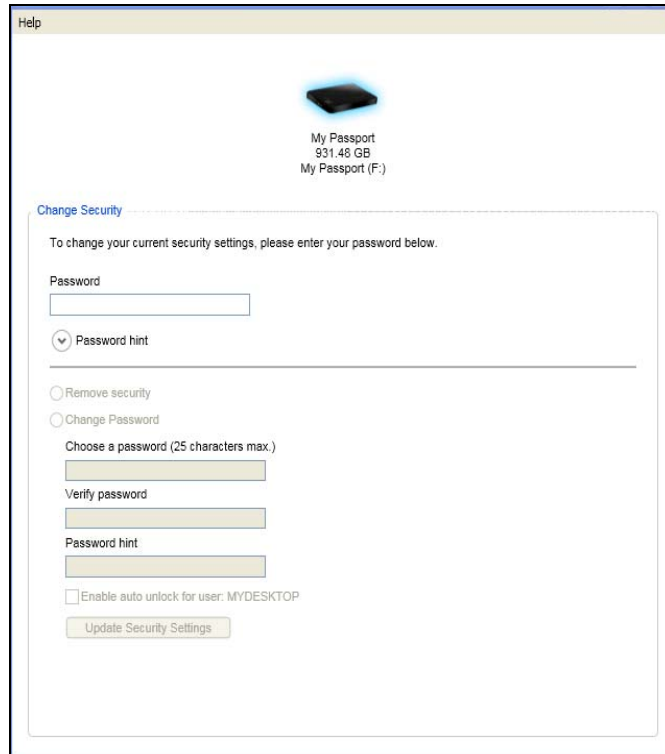 Help
My Passport
931.48 GB
My Passport (F:)
Change Security
To change your current security settings, please enter your password below.
Password
Password hint
Remove security
Change Password
Choose a password (25 characters max.)
Verify password
Password hint
Enable auto unlock for user: MYDESKTOP
Update Security Settings